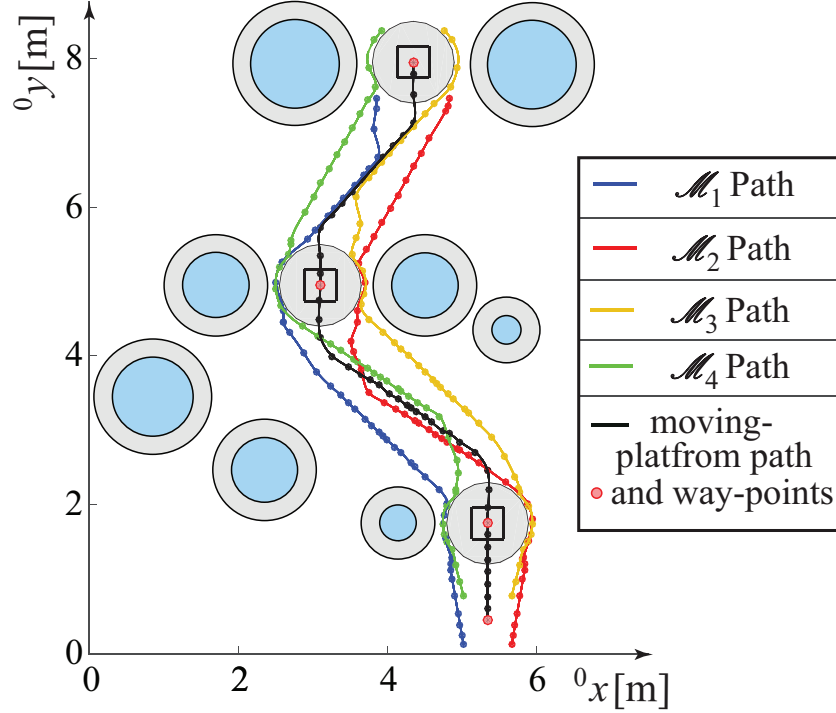 ⁰y [m]
8
6
4
2
0
0
2
4
6
⁰x [m]
ℳ₁ Path
ℳ₂ Path
ℳ₃ Path
ℳ₄ Path
moving-
platfrom path
and way-points